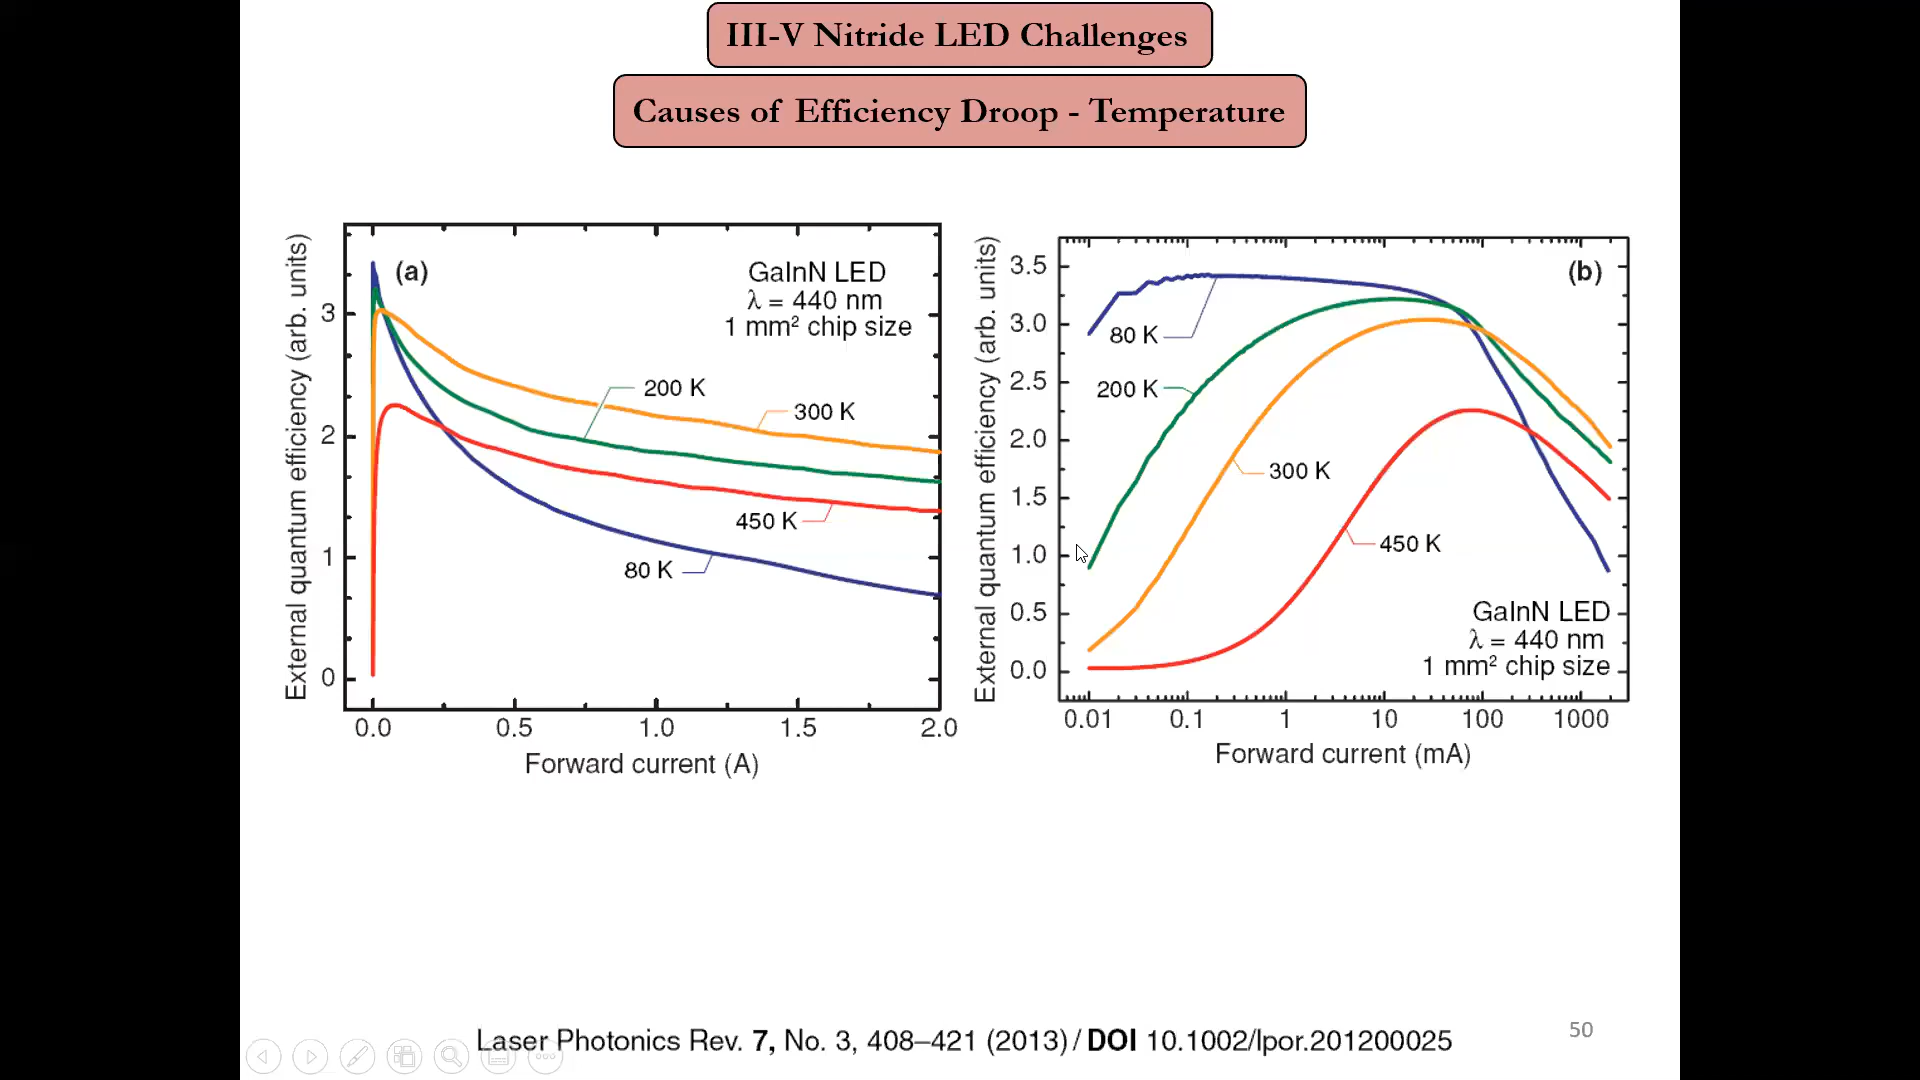 III-V Nitride LED Challenges
Causes of Efficiency Droop - Temperature
External quantum efficiency (arb. units)
(a)
GaInN LED
λ = 440 nm
1 mm² chip size
3
2
1
0
200 K
300 K
450 K
80 K
0.0 0.5 1.0 1.5 2.0
Forward current (A)
External quantum efficiency (arb. units)
(b)
3.5
3.0
2.5
2.0
1.5
1.0
0.5
0.0
80 K
200 K
300 K
450 K
GaInN LED
λ = 440 nm
1 mm² chip size
0.01 0.1 1 10 100 1000
Forward current (mA)
Laser Photonics Rev. 7, No. 3, 408–421 (2013) / DOI 10.1002/lpor.201200025
50